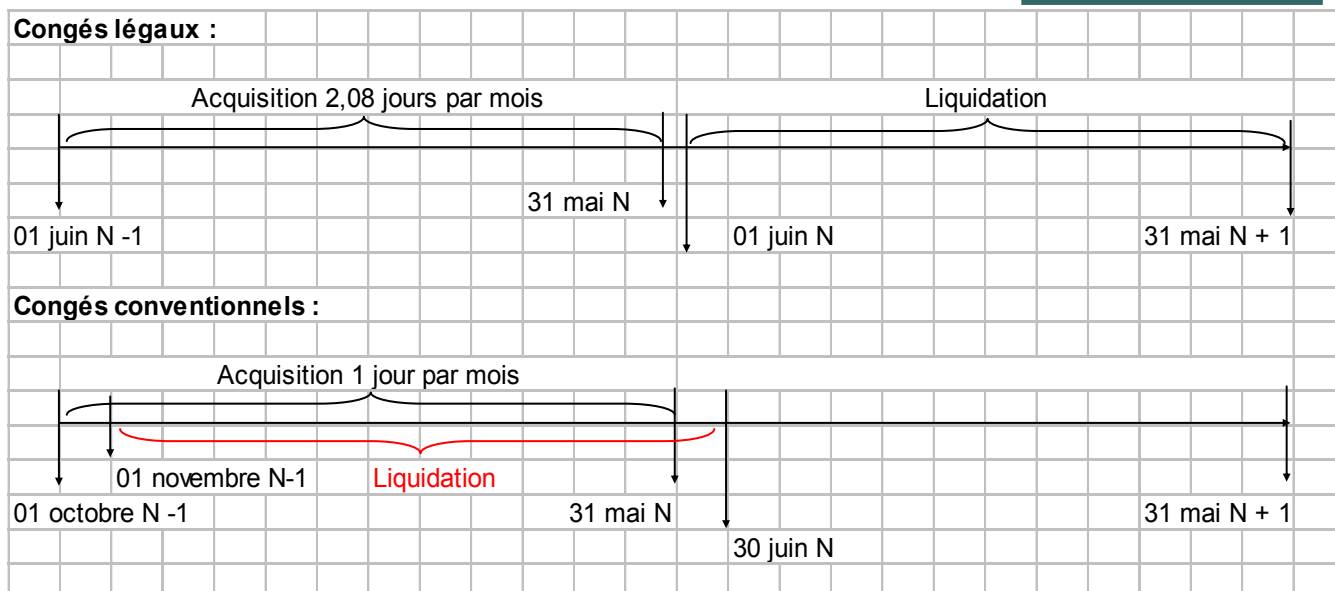 Congés légaux :
Acquisition 2,08 jours par mois
Liquidation
31 mai N
01 juin N -1
01 juin N
31 mai N + 1
Congés conventionnels :
Acquisition 1 jour par mois
01 novembre N-1
Liquidation
01 octobre N -1
31 mai N
31 mai N + 1
30 juin N